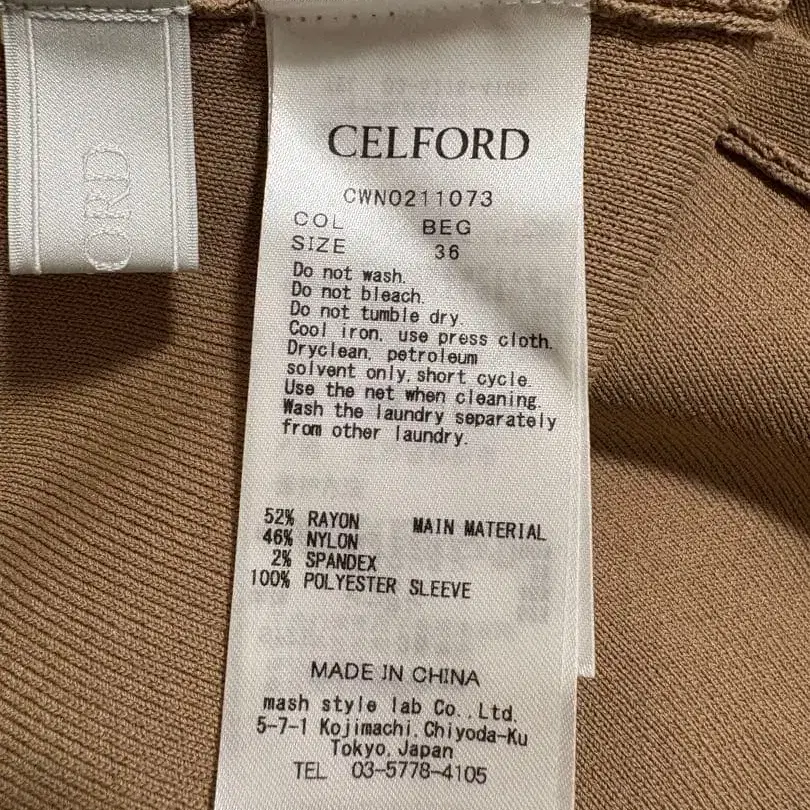 ORD
CELFORD
CWNO211073
COL BEG
SIZE 36
Do not wash.
Do not bleach.
Do not tumble dry.
Cool iron, use press cloth.
Dryclean, petroleum
solvent only, short cycle.
Use the net when cleaning.
Wash the laundry separately
from other laundry.
52% RAYON MAIN MATERIAL
46% NYLON
2% SPANDEX
100% POLYESTER SLEEVE
MADE IN CHINA
mash style lab Co.,Ltd.
5-7-1 Kojimachi,Chiyoda-Ku
Tokyo,Japan
TEL 03-5778-4105